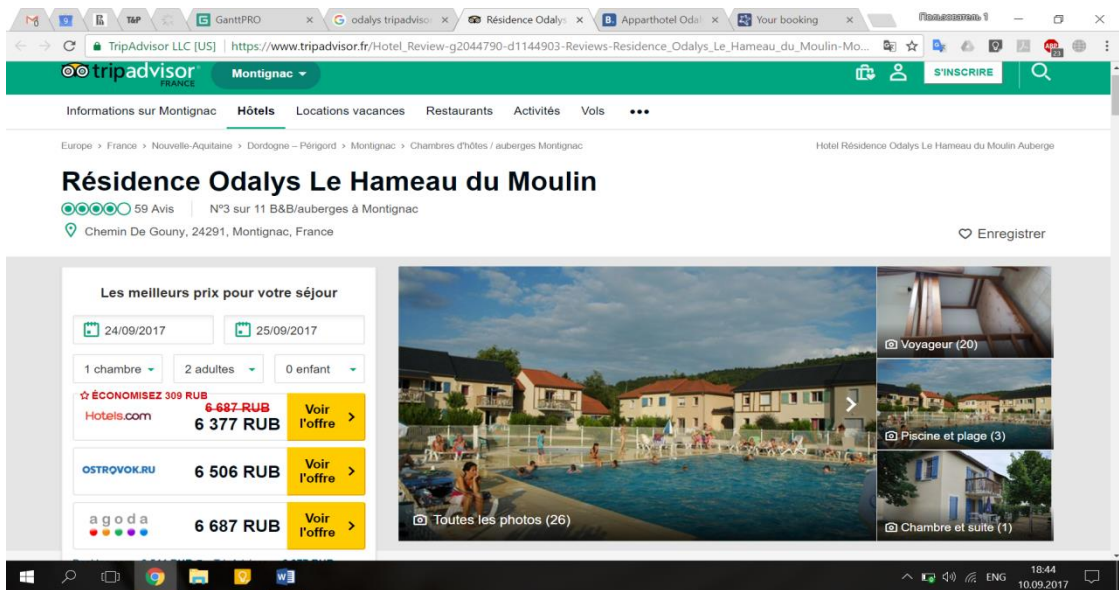 T&P
GanttPRO
odalys tripadvisor
Résidence Odalys
Apparthotel Odal
Your booking
Пользователь 1
TripAdvisor LLC [US] | https://www.tripadvisor.fr/Hotel_Review-g2044790-d1144903-Reviews-Residence_Odalys_Le_Hameau_du_Moulin-Mo...
tripadvisor
FRANCE
Montignac
S'INSCRIRE
Informations sur Montignac Hôtels Locations vacances Restaurants Activités Vols •••
Europe > France > Nouvelle-Aquitaine > Dordogne – Périgord > Montignac > Chambres d'hôtes / auberges Montignac
Hotel Résidence Odalys Le Hameau du Moulin Auberge
Résidence Odalys Le Hameau du Moulin
59 Avis N°3 sur 11 B&B/auberges à Montignac
Chemin De Gouny, 24291, Montignac, France
Enregistrer
Les meilleurs prix pour votre séjour
24/09/2017 25/09/2017
1 chambre 2 adultes 0 enfant
ÉCONOMISEZ 309 RUB
Hotels.com 6 687 RUB
6 377 RUB
Voir
l'offre
OSTROVOK.RU 6 506 RUB
Voir
l'offre
agoda 6 687 RUB
Voir
l'offre
Toutes les photos (26)
Voyageur (20)
Piscine et plage (3)
Chambre et suite (1)
ENG
18:44
10.09.2017